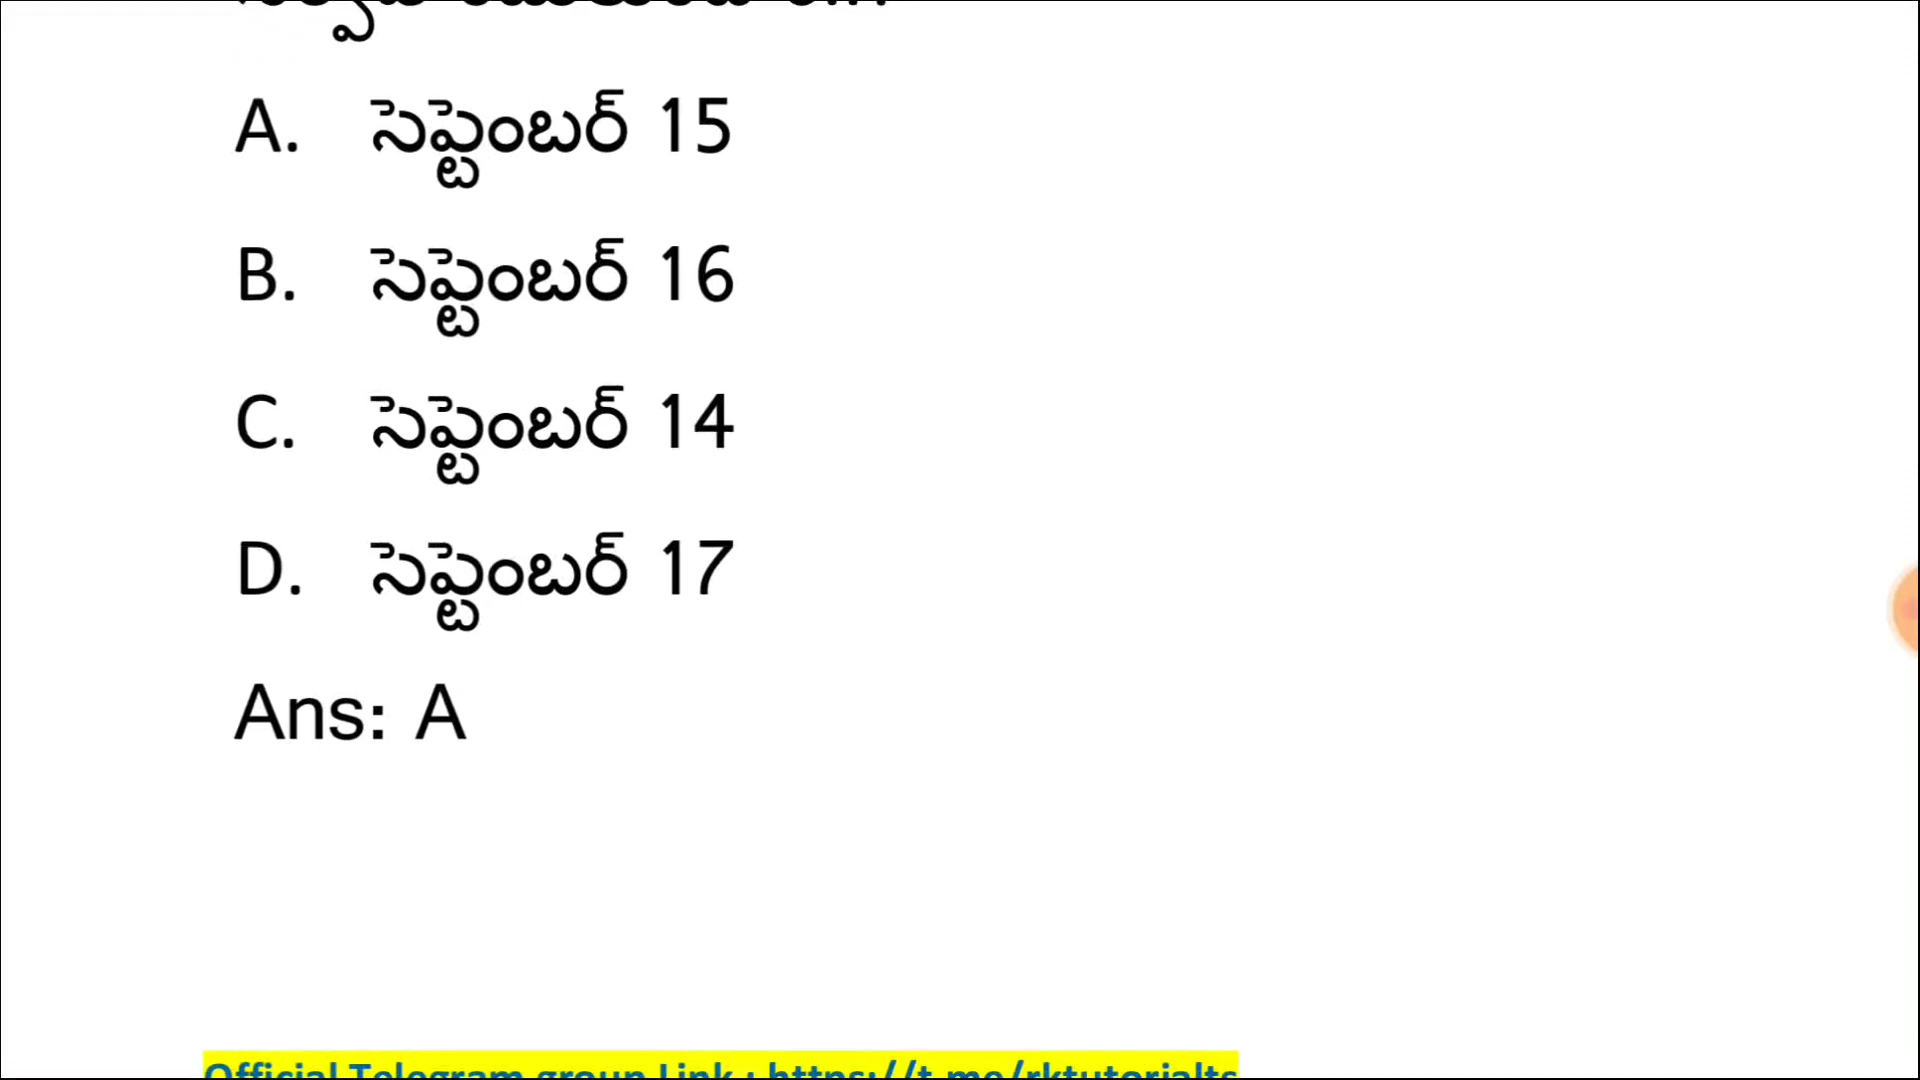 A. సెప్టెంబర్ 15
B. సెప్టెంబర్ 16
C. సెప్టెంబర్ 14
D. సెప్టెంబర్ 17
Ans: A
Official Telegram group Link : https://t.me/rktutorialts